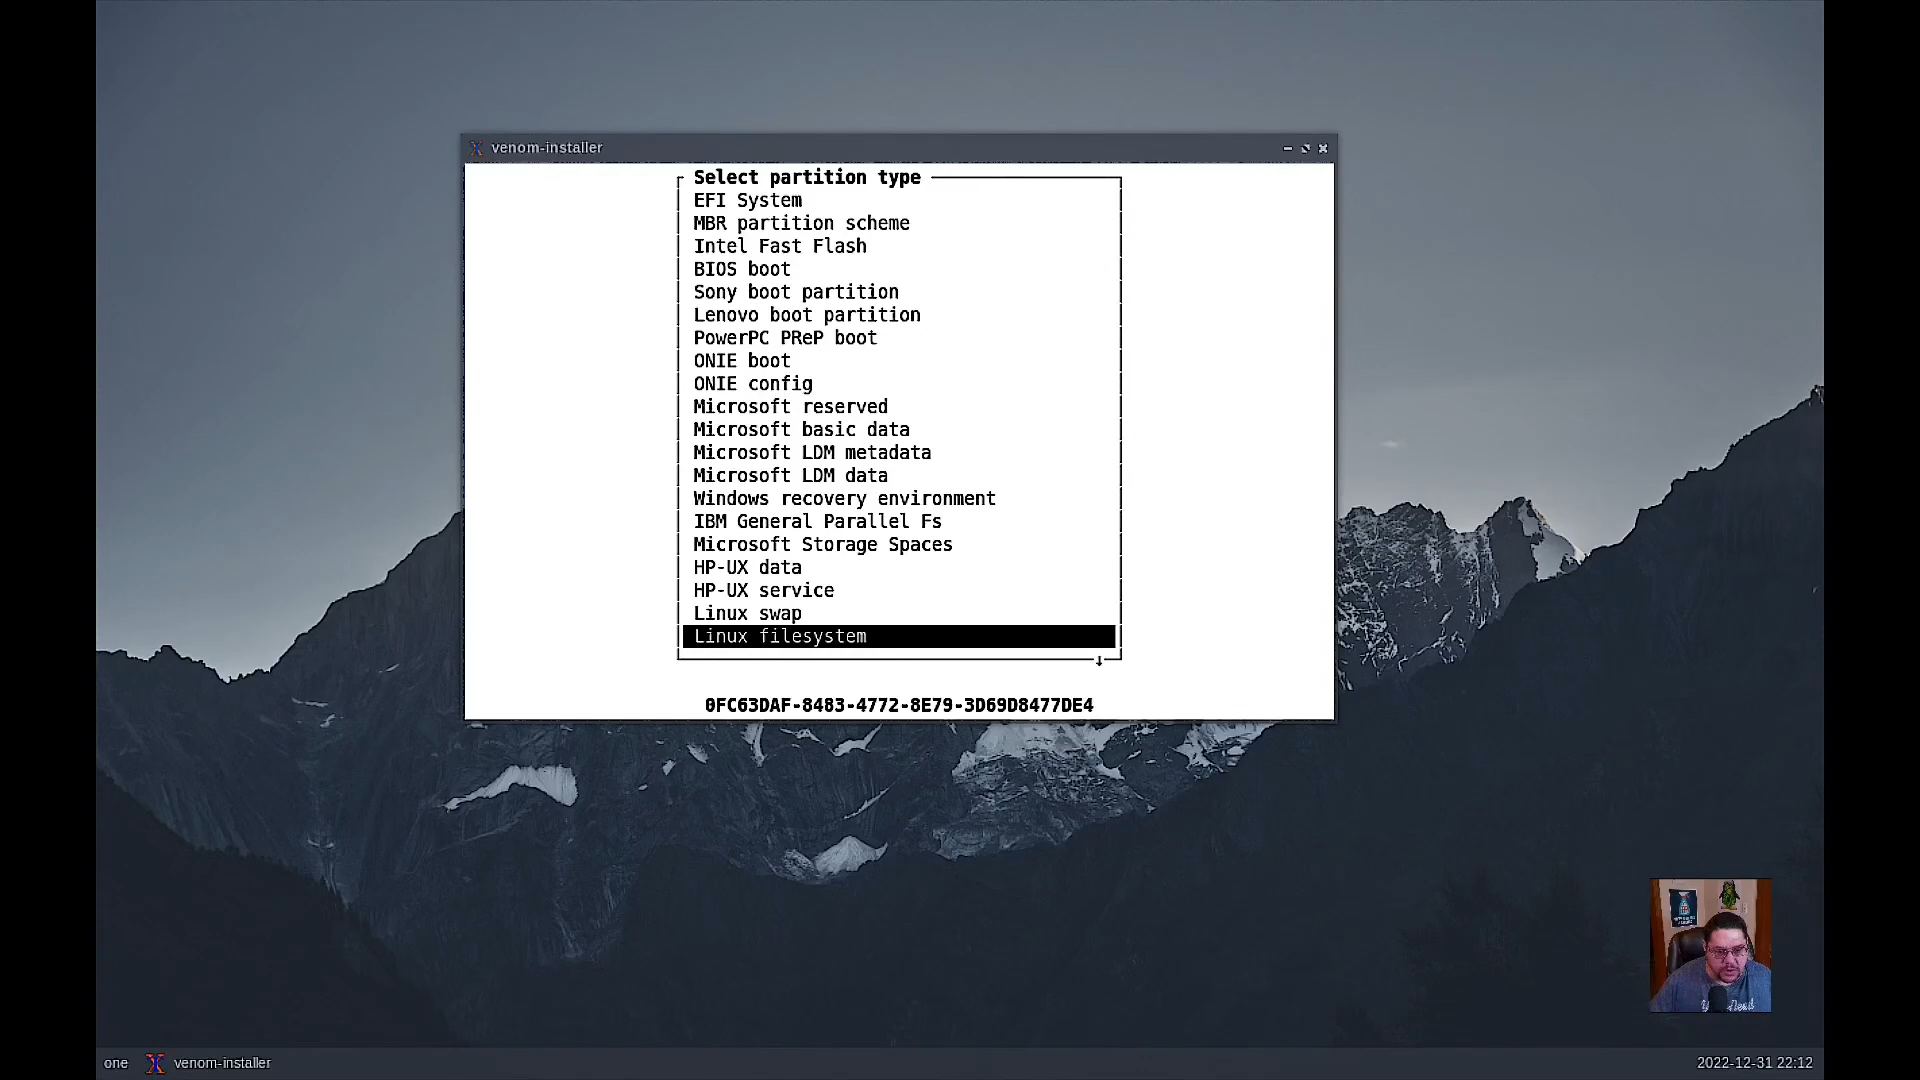 venom-installer
Select partition type
EFI System
MBR partition scheme
Intel Fast Flash
BIOS boot
Sony boot partition
Lenovo boot partition
PowerPC PReP boot
ONIE boot
ONIE config
Microsoft reserved
Microsoft basic data
Microsoft LDM metadata
Microsoft LDM data
Windows recovery environment
IBM General Parallel Fs
Microsoft Storage Spaces
HP-UX data
HP-UX service
Linux swap
Linux filesystem
0FC63DAF-8483-4772-8E79-3D69D8477DE4
one venom-installer 2022-12-31 22:12